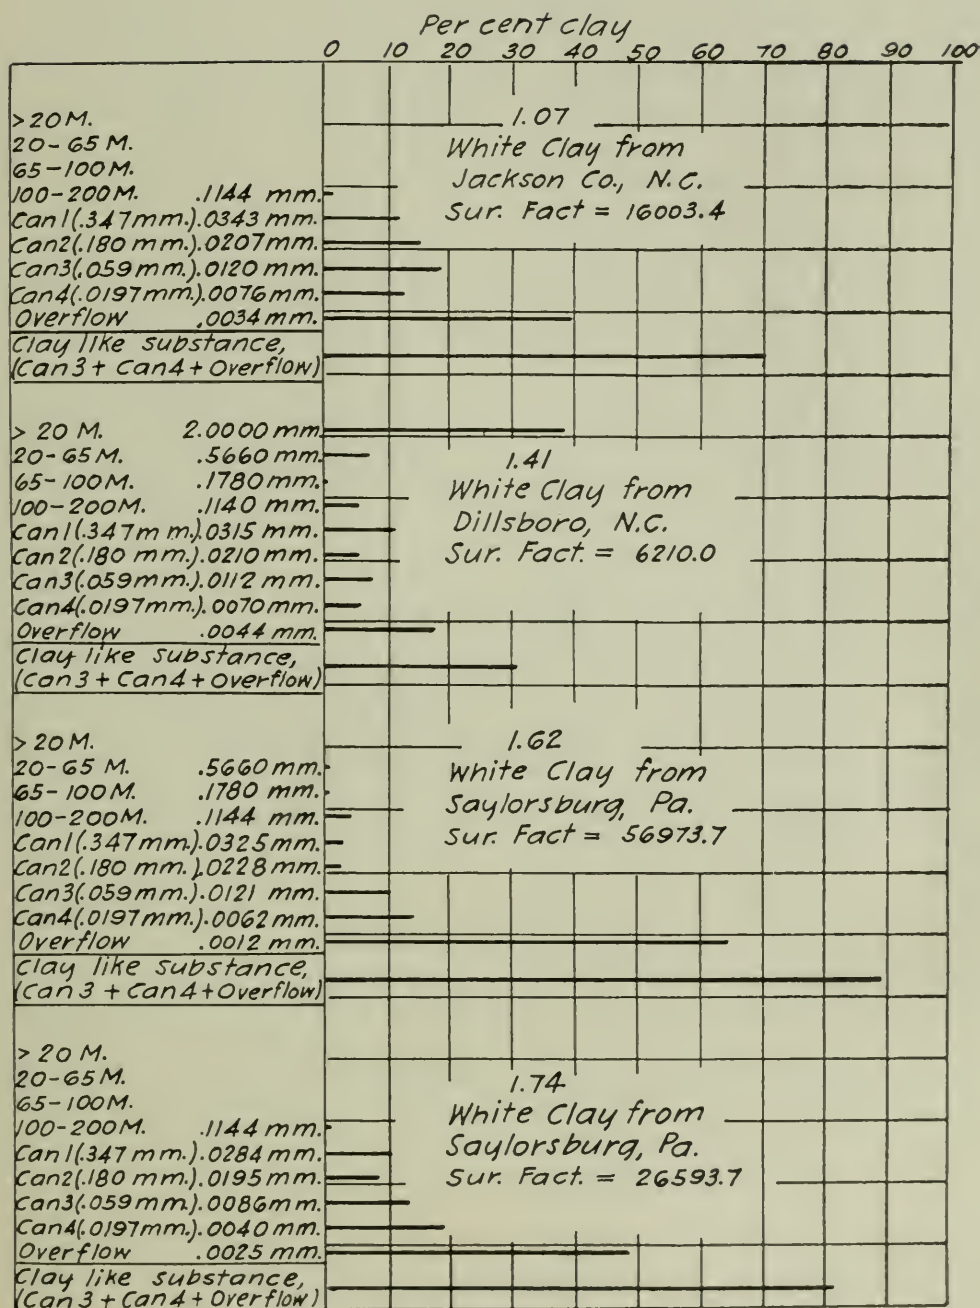 Per cent clay
0 10 20 30 40 50 60 70 80 90 100
> 20 M.
20-65 M.
65-100 M.
100-200 M. .1144 mm.
Can 1 (.347 mm.) .0343 mm.
Can 2 (.180 mm.) .0207 mm.
Can 3 (.059 mm.) .0120 mm.
Can 4 (.0197 mm.) .0076 mm.
Overflow .0034 mm.
Clay like substance,
(Can 3 + Can 4 + Overflow)
1.07
White Clay from
Jackson Co., N.C.
Sur. Fact = 16003.4
> 20 M. 2.0000 mm.
20-65 M. .5660 mm.
65-100 M. .1780 mm.
100-200 M. .1140 mm.
Can 1 (.347 m m.) .0315 mm.
Can 2 (.180 mm.) .0210 mm.
Can 3 (.059 mm.) .0112 mm.
Can 4 (.0197 mm.) .0070 mm.
Overflow .0044 mm.
Clay like substance,
(Can 3 + Can 4 + Overflow)
1.41
White Clay from
Dillsboro, N.C.
Sur. Fact. = 6210.0
> 20 M.
20-65 M. .5660 mm.
65-100 M. .1780 mm.
100-200 M. .1144 mm.
Can 1 (.347 mm.) .0325 mm.
Can 2 (.180 mm.) .0228 mm.
Can 3 (.059 mm.) .0121 mm.
Can 4 (.0197 mm.) .0062 mm.
Overflow .0012 mm.
Clay like substance,
(Can 3 + Can 4 + Overflow)
1.62
White Clay from
Saylorsburg, Pa.
Sur. Fact = 56973.7
> 20 M.
20-65 M.
65-100 M.
100-200 M. .1144 mm.
Can 1 (.347 mm.) .0284 mm.
Can 2 (.180 mm.) .0195 mm.
Can 3 (.059 mm.) .0086 mm.
Can 4 (.0197 mm.) .0040 mm.
Overflow .0025 mm.
Clay like substance,
(Can 3 + Can 4 + Overflow)
1.74
White Clay from
Saylorsburg, Pa.
Sur. Fact. = 26593.7